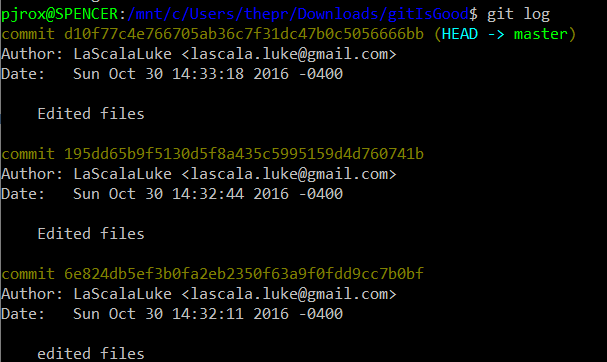 pjrox@SPENCER:/mnt/c/Users/thepr/Downloads/gitIsGood$ git log
commit d10f77c4e766705ab36c7f31dc47b0c5056666bb (HEAD -> master)
Author: LaScalaLuke <lascala.luke@gmail.com>
Date:   Sun Oct 30 14:33:18 2016 -0400
    Edited files
commit 195dd65b9f5130d5f8a435c5995159d4d760741b
Author: LaScalaLuke <lascala.luke@gmail.com>
Date:   Sun Oct 30 14:32:44 2016 -0400
    Edited files
commit 6e824db5ef3b0fa2eb2350f63a9f0fdd9cc7b0bf
Author: LaScalaLuke <lascala.luke@gmail.com>
Date:   Sun Oct 30 14:32:11 2016 -0400
    edited files